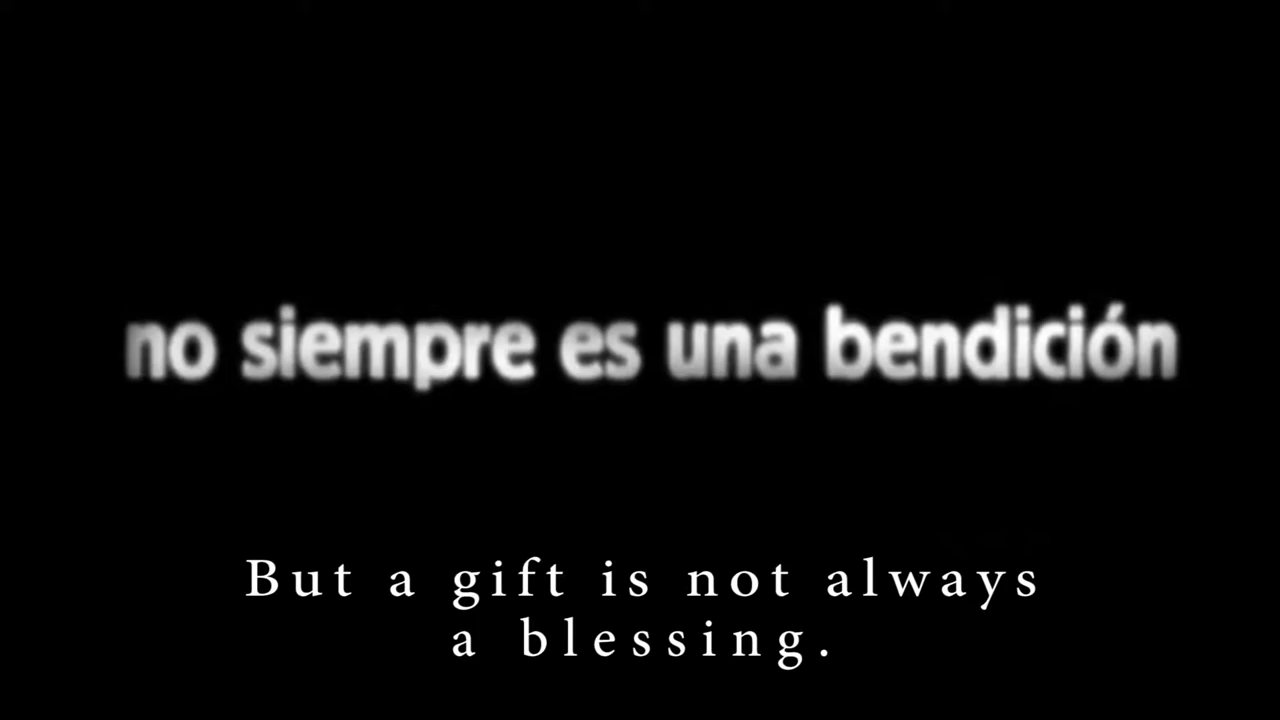 no siempre es una bendición
But a gift is not always
a blessing.